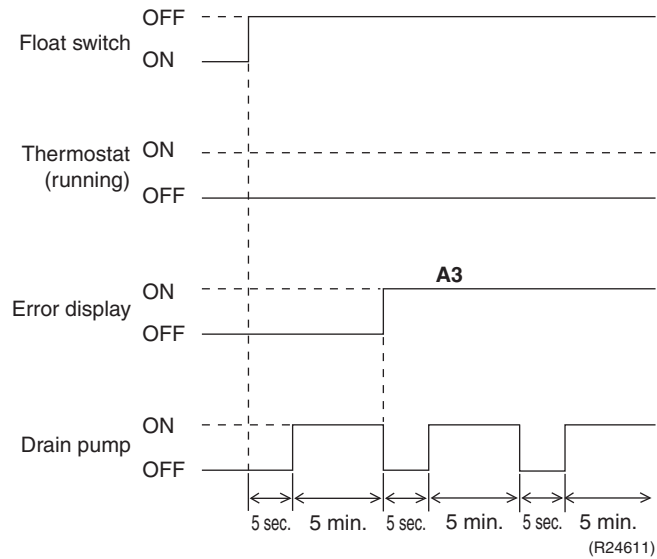 OFF
Float switch
ON
Thermostat
(running)
ON
OFF
A3
ON
Error display
OFF
ON
Drain pump
OFF
5 sec. 5 min. 5 sec. 5 min. 5 sec. 5 min.
(R24611)